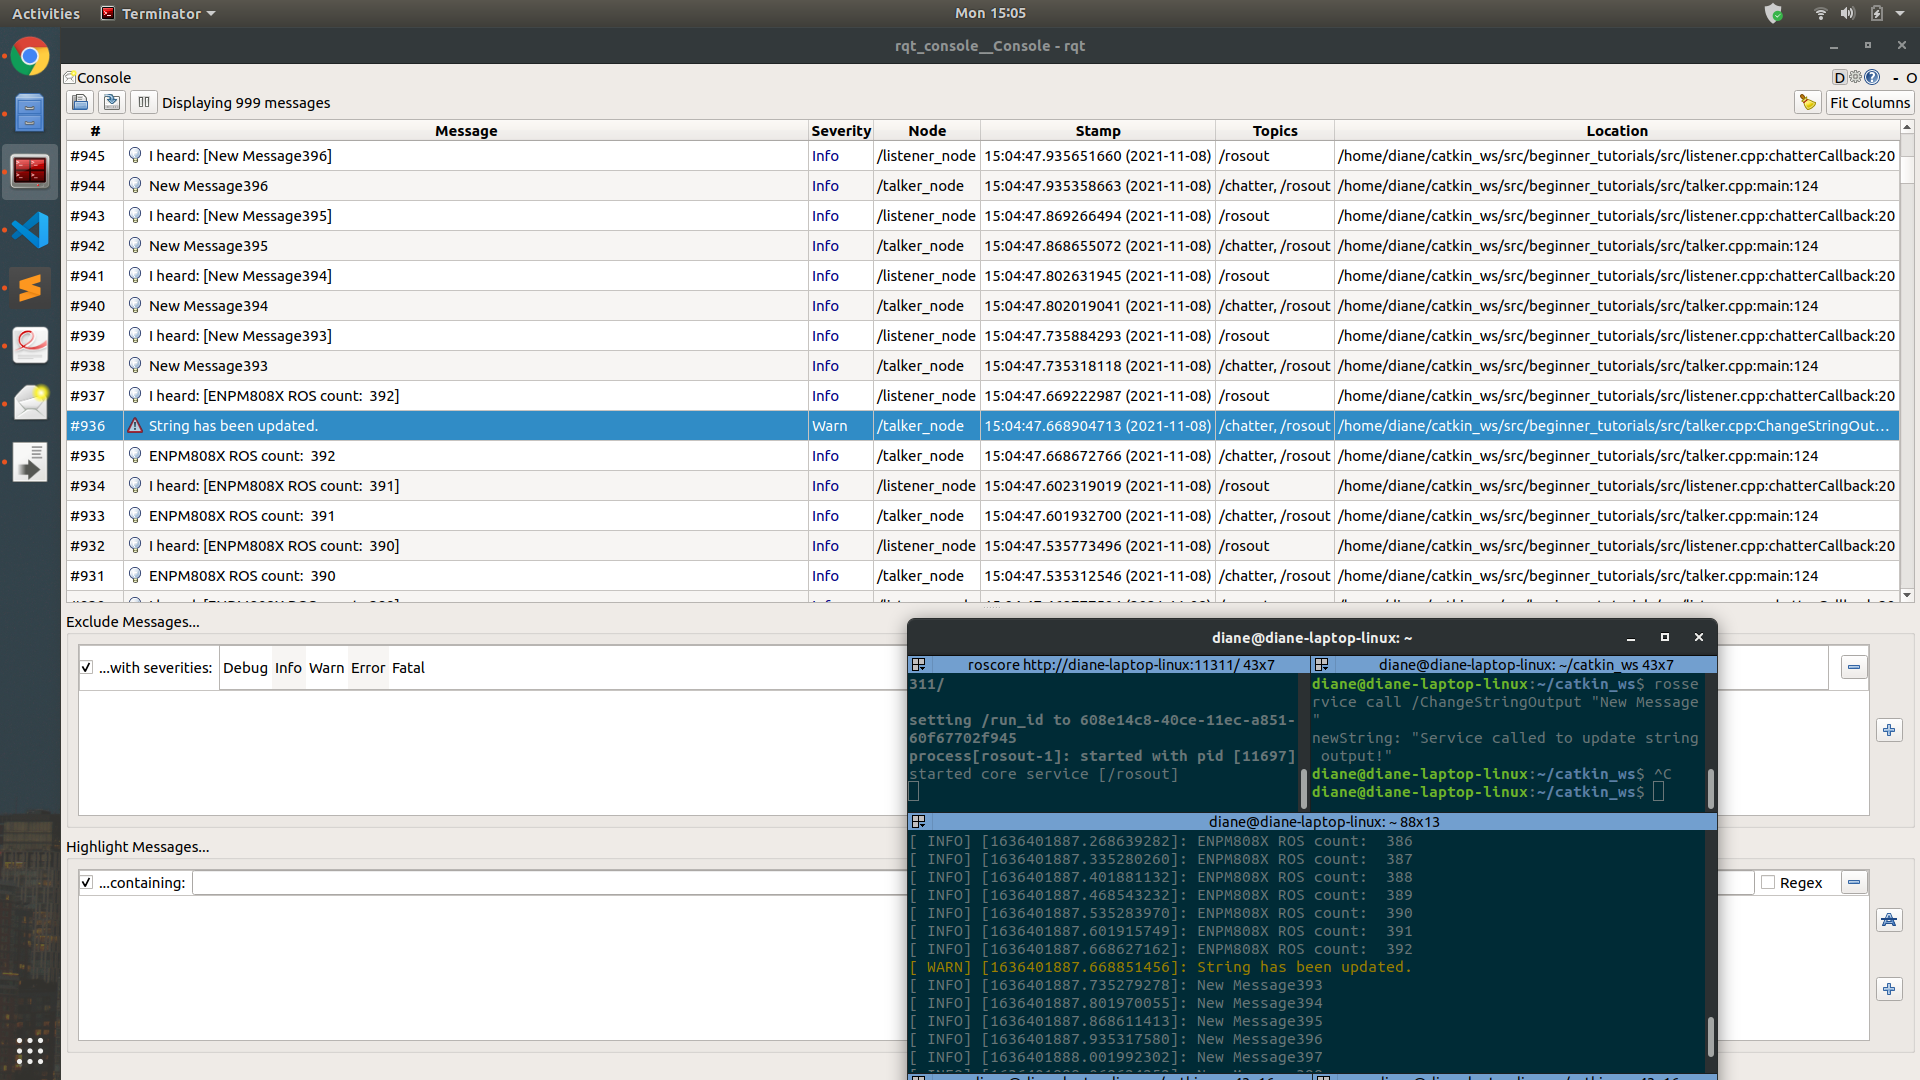 Activities Terminator Mon 15:05
rqt_console__Console - rqt
Console D - O
Displaying 999 messages Fit Columns
# Message Severity Node Stamp Topics Location
#945 I heard: [New Message396] Info /listener_node 15:04:47.935651660 (2021-11-08) /rosout /home/diane/catkin_ws/src/beginner_tutorials/src/listener.cpp:chatterCallback:20
#944 New Message396 Info /talker_node 15:04:47.935358663 (2021-11-08) /chatter, /rosout /home/diane/catkin_ws/src/beginner_tutorials/src/talker.cpp:main:124
#943 I heard: [New Message395] Info /listener_node 15:04:47.869266494 (2021-11-08) /rosout /home/diane/catkin_ws/src/beginner_tutorials/src/listener.cpp:chatterCallback:20
#942 New Message395 Info /talker_node 15:04:47.868655072 (2021-11-08) /chatter, /rosout /home/diane/catkin_ws/src/beginner_tutorials/src/talker.cpp:main:124
#941 I heard: [New Message394] Info /listener_node 15:04:47.802631945 (2021-11-08) /rosout /home/diane/catkin_ws/src/beginner_tutorials/src/listener.cpp:chatterCallback:20
#940 New Message394 Info /talker_node 15:04:47.802019041 (2021-11-08) /chatter, /rosout /home/diane/catkin_ws/src/beginner_tutorials/src/talker.cpp:main:124
#939 I heard: [New Message393] Info /listener_node 15:04:47.735884293 (2021-11-08) /rosout /home/diane/catkin_ws/src/beginner_tutorials/src/listener.cpp:chatterCallback:20
#938 New Message393 Info /talker_node 15:04:47.735318118 (2021-11-08) /chatter, /rosout /home/diane/catkin_ws/src/beginner_tutorials/src/talker.cpp:main:124
#937 I heard: [ENPM808X ROS count:  392] Info /listener_node 15:04:47.669222987 (2021-11-08) /rosout /home/diane/catkin_ws/src/beginner_tutorials/src/listener.cpp:chatterCallback:20
#936 String has been updated. Warn /talker_node 15:04:47.668904713 (2021-11-08) /chatter, /rosout /home/diane/catkin_ws/src/beginner_tutorials/src/talker.cpp:ChangeStringOut...
#935 ENPM808X ROS count:  392 Info /talker_node 15:04:47.668672766 (2021-11-08) /chatter, /rosout /home/diane/catkin_ws/src/beginner_tutorials/src/talker.cpp:main:124
#934 I heard: [ENPM808X ROS count:  391] Info /listener_node 15:04:47.602319019 (2021-11-08) /rosout /home/diane/catkin_ws/src/beginner_tutorials/src/listener.cpp:chatterCallback:20
#933 ENPM808X ROS count:  391 Info /talker_node 15:04:47.601932700 (2021-11-08) /chatter, /rosout /home/diane/catkin_ws/src/beginner_tutorials/src/talker.cpp:main:124
#932 I heard: [ENPM808X ROS count:  390] Info /listener_node 15:04:47.535773496 (2021-11-08) /rosout /home/diane/catkin_ws/src/beginner_tutorials/src/listener.cpp:chatterCallback:20
#931 ENPM808X ROS count:  390 Info /talker_node 15:04:47.535312546 (2021-11-08) /chatter, /rosout /home/diane/catkin_ws/src/beginner_tutorials/src/talker.cpp:main:124
Exclude Messages...
...with severities: Debug Info Warn Error Fatal
Highlight Messages...
...containing: Regex
diane@diane-laptop-linux: ~
roscore http://diane-laptop-linux:11311/ 43x7
311/
setting /run_id to 608e14c8-40ce-11ec-a851-
60f67702f945
process[rosout-1]: started with pid [11697]
started core service [/rosout]
diane@diane-laptop-linux: ~/catkin_ws 43x7
diane@diane-laptop-linux:~/catkin_ws$ rosse
rvice call /ChangeStringOutput "New Message
"
newString: "Service called to update string
 output!"
diane@diane-laptop-linux:~/catkin_ws$ ^C
diane@diane-laptop-linux:~/catkin_ws$
diane@diane-laptop-linux: ~ 88x13
[ INFO] [1636401887.268639282]: ENPM808X ROS count:  386
[ INFO] [1636401887.335280260]: ENPM808X ROS count:  387
[ INFO] [1636401887.401881132]: ENPM808X ROS count:  388
[ INFO] [1636401887.468543232]: ENPM808X ROS count:  389
[ INFO] [1636401887.535283970]: ENPM808X ROS count:  390
[ INFO] [1636401887.601915749]: ENPM808X ROS count:  391
[ INFO] [1636401887.668627162]: ENPM808X ROS count:  392
[ WARN] [1636401887.668851456]: String has been updated.
[ INFO] [1636401887.735279278]: New Message393
[ INFO] [1636401887.801970055]: New Message394
[ INFO] [1636401887.868611413]: New Message395
[ INFO] [1636401887.935317580]: New Message396
[ INFO] [1636401888.001992302]: New Message397